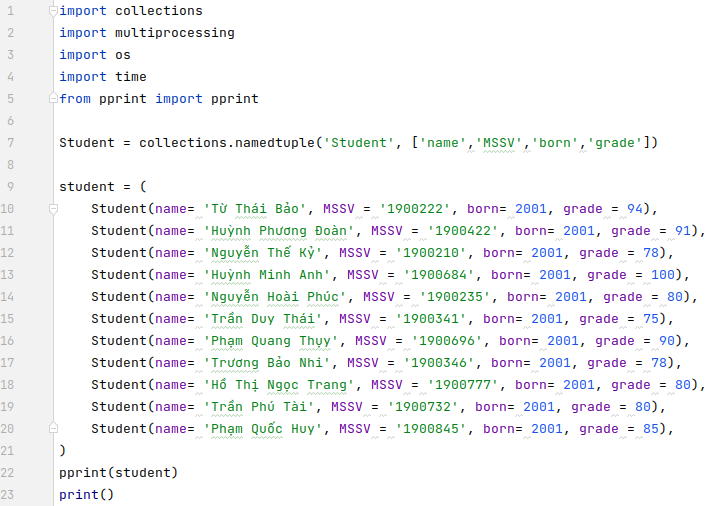 1 import collections
2 import multiprocessing
3 import os
4 import time
5 from pprint import pprint
6
7 Student = collections.namedtuple('Student', ['name','MSSV','born','grade'])
8
9 student = (
10     Student(name= 'Từ Thái Bảo', MSSV = '1900222', born= 2001, grade = 94),
11     Student(name= 'Huỳnh Phương Đoàn', MSSV = '1900422', born= 2001, grade = 91),
12     Student(name= 'Nguyễn Thế Kỷ', MSSV = '1900210', born= 2001, grade = 78),
13     Student(name= 'Huỳnh Minh Anh', MSSV = '1900684', born= 2001, grade = 100),
14     Student(name= 'Nguyễn Hoài Phúc', MSSV = '1900235', born= 2001, grade = 80),
15     Student(name= 'Trần Duy Thái', MSSV = '1900341', born= 2001, grade = 75),
16     Student(name= 'Phạm Quang Thụy', MSSV = '1900696', born= 2001, grade = 90),
17     Student(name= 'Trương Bảo Nhi', MSSV = '1900346', born= 2001, grade = 78),
18     Student(name= 'Hồ Thị Ngọc Trang', MSSV = '1900777', born= 2001, grade = 80),
19     Student(name= 'Trần Phú Tài', MSSV = '1900732', born= 2001, grade = 80),
20     Student(name= 'Phạm Quốc Huy', MSSV = '1900845', born= 2001, grade = 85),
21 )
22 pprint(student)
23 print()